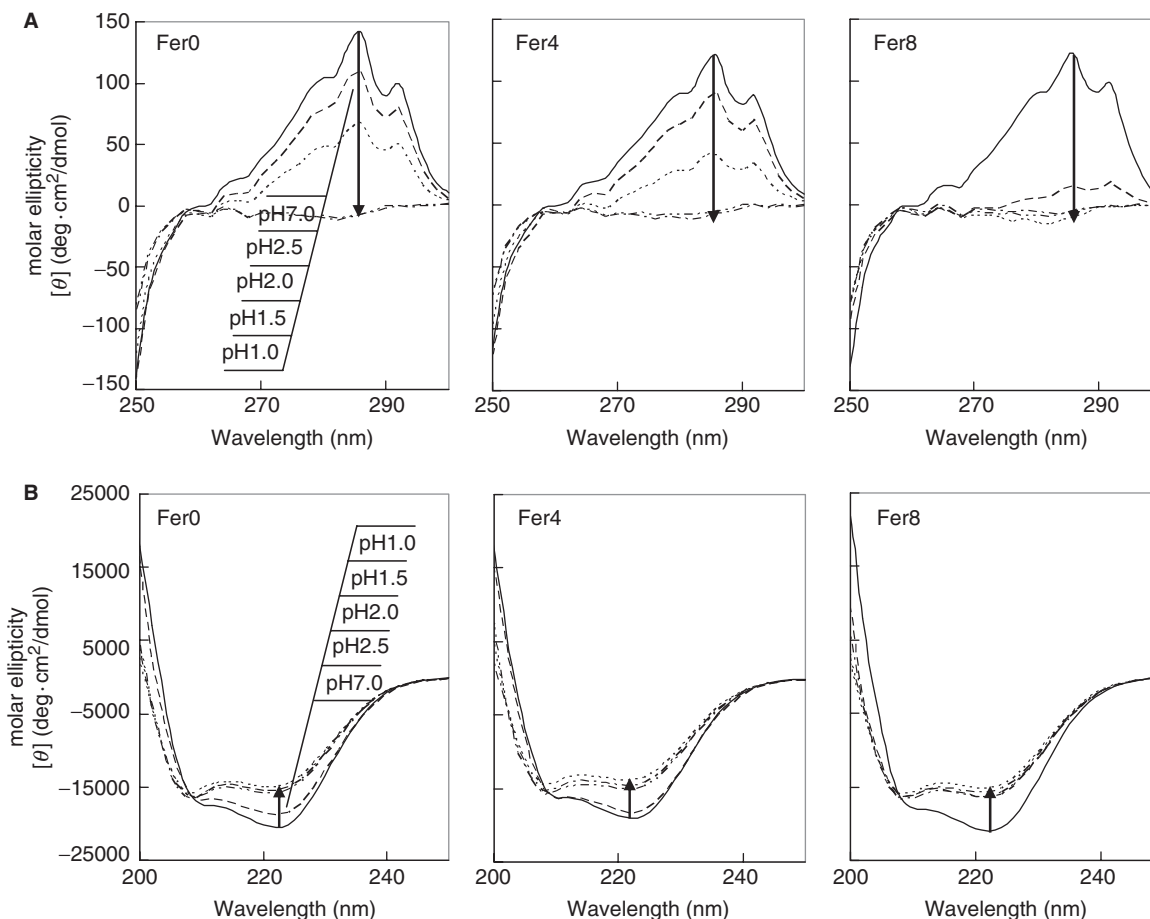 A
Fer0
Fer4
Fer8
molar ellipticity
[θ] (deg·cm²/dmol)
150
100
50
0
−50
−100
−150
pH7.0
pH2.5
pH2.0
pH1.5
pH1.0
250 270 290
250 270 290
250 270 290
Wavelength (nm)
Wavelength (nm)
Wavelength (nm)
B
Fer0
Fer4
Fer8
molar ellipticity
[θ] (deg·cm²/dmol)
25000
15000
5000
−5000
−15000
−25000
pH1.0
pH1.5
pH2.0
pH2.5
pH7.0
200 220 240
200 220 240
200 220 240
Wavelength (nm)
Wavelength (nm)
Wavelength (nm)